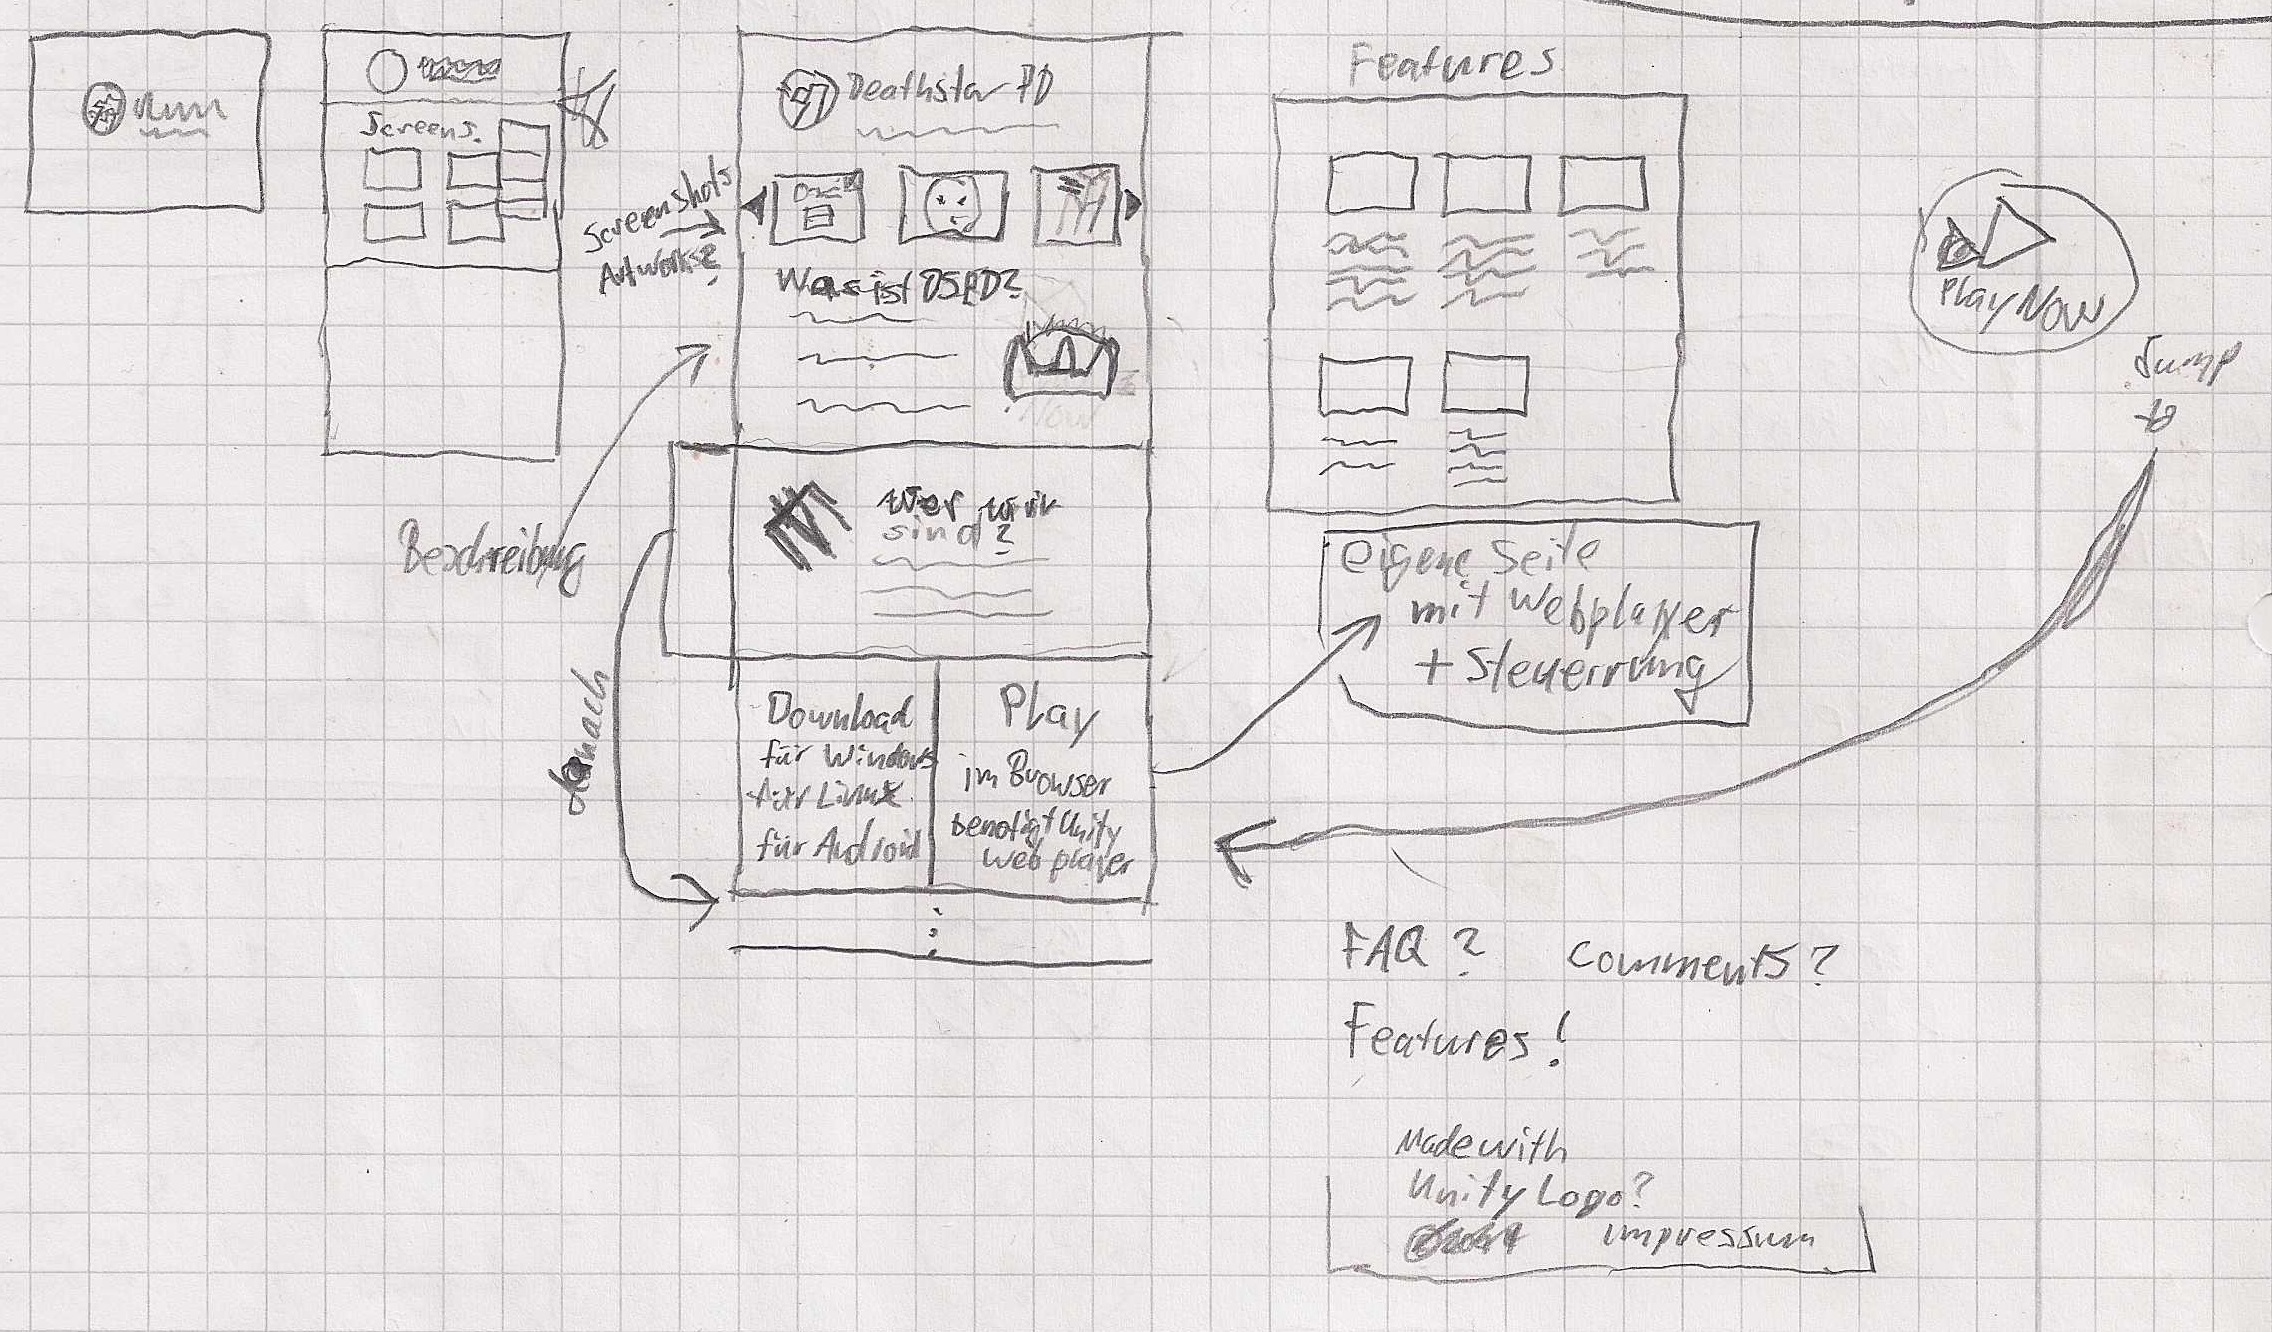 Screens.
Screenshots
Artworks?
Beschreibung
danach
Deathstar PD
Was ist DSPD?
Now
wer wir
sind?
Download
für Windows
für Linux
für Android
Play
im Browser
benötigt Unity
Web player
Features
eigene Seite
mit Webplayer
+ Steuerrung
Play Now
Jump
to
FAQ ? Comments?
Features!
Made with
Unity Logo?
impressum